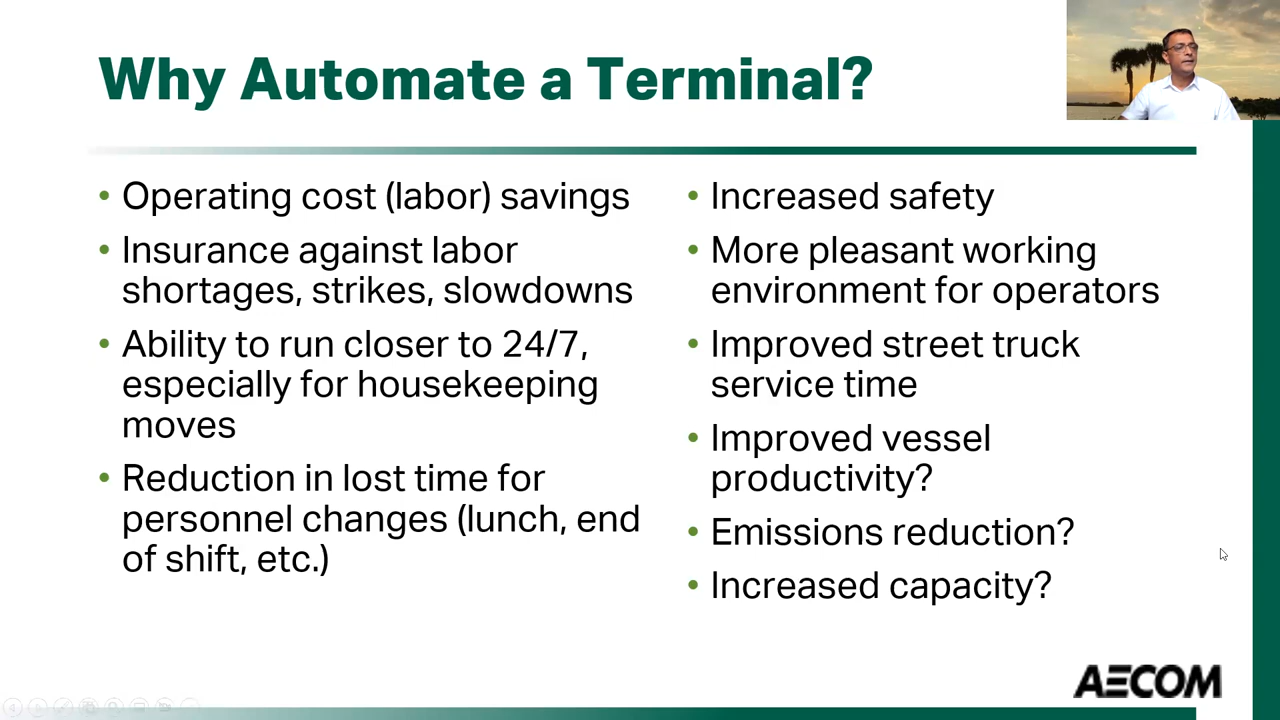 Why Automate a Terminal?
• Operating cost (labor) savings
• Insurance against labor
shortages, strikes, slowdowns
• Ability to run closer to 24/7,
especially for housekeeping
moves
• Reduction in lost time for
personnel changes (lunch, end
of shift, etc.)
• Increased safety
• More pleasant working
environment for operators
• Improved street truck
service time
• Improved vessel
productivity?
• Emissions reduction?
• Increased capacity?
AECOM